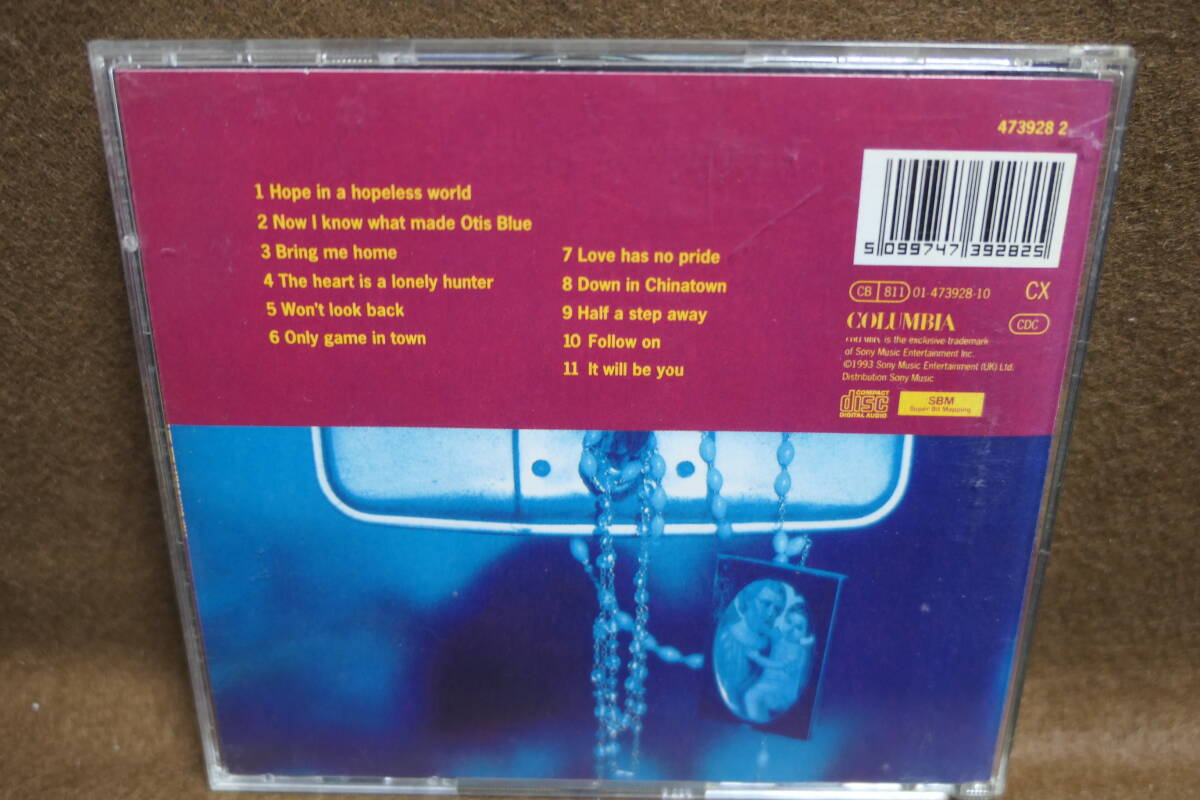 473928 2
1 Hope in a hopeless world
2 Now I know what made Otis Blue
3 Bring me home
4 The heart is a lonely hunter
5 Won't look back
6 Only game in town
7 Love has no pride
8 Down in Chinatown
9 Half a step away
10 Follow on
11 It will be you
5 099747 392825
CB 811 01-473928-10 CX
COLUMBIA CDC
COLUMBIA is the exclusive trademark
of Sony Music Entertainment Inc.
©1993 Sony Music Entertainment (UK) Ltd.
Distribution Sony Music
COMPACT
disc
DIGITAL AUDIO
SBM
Super Bit Mapping